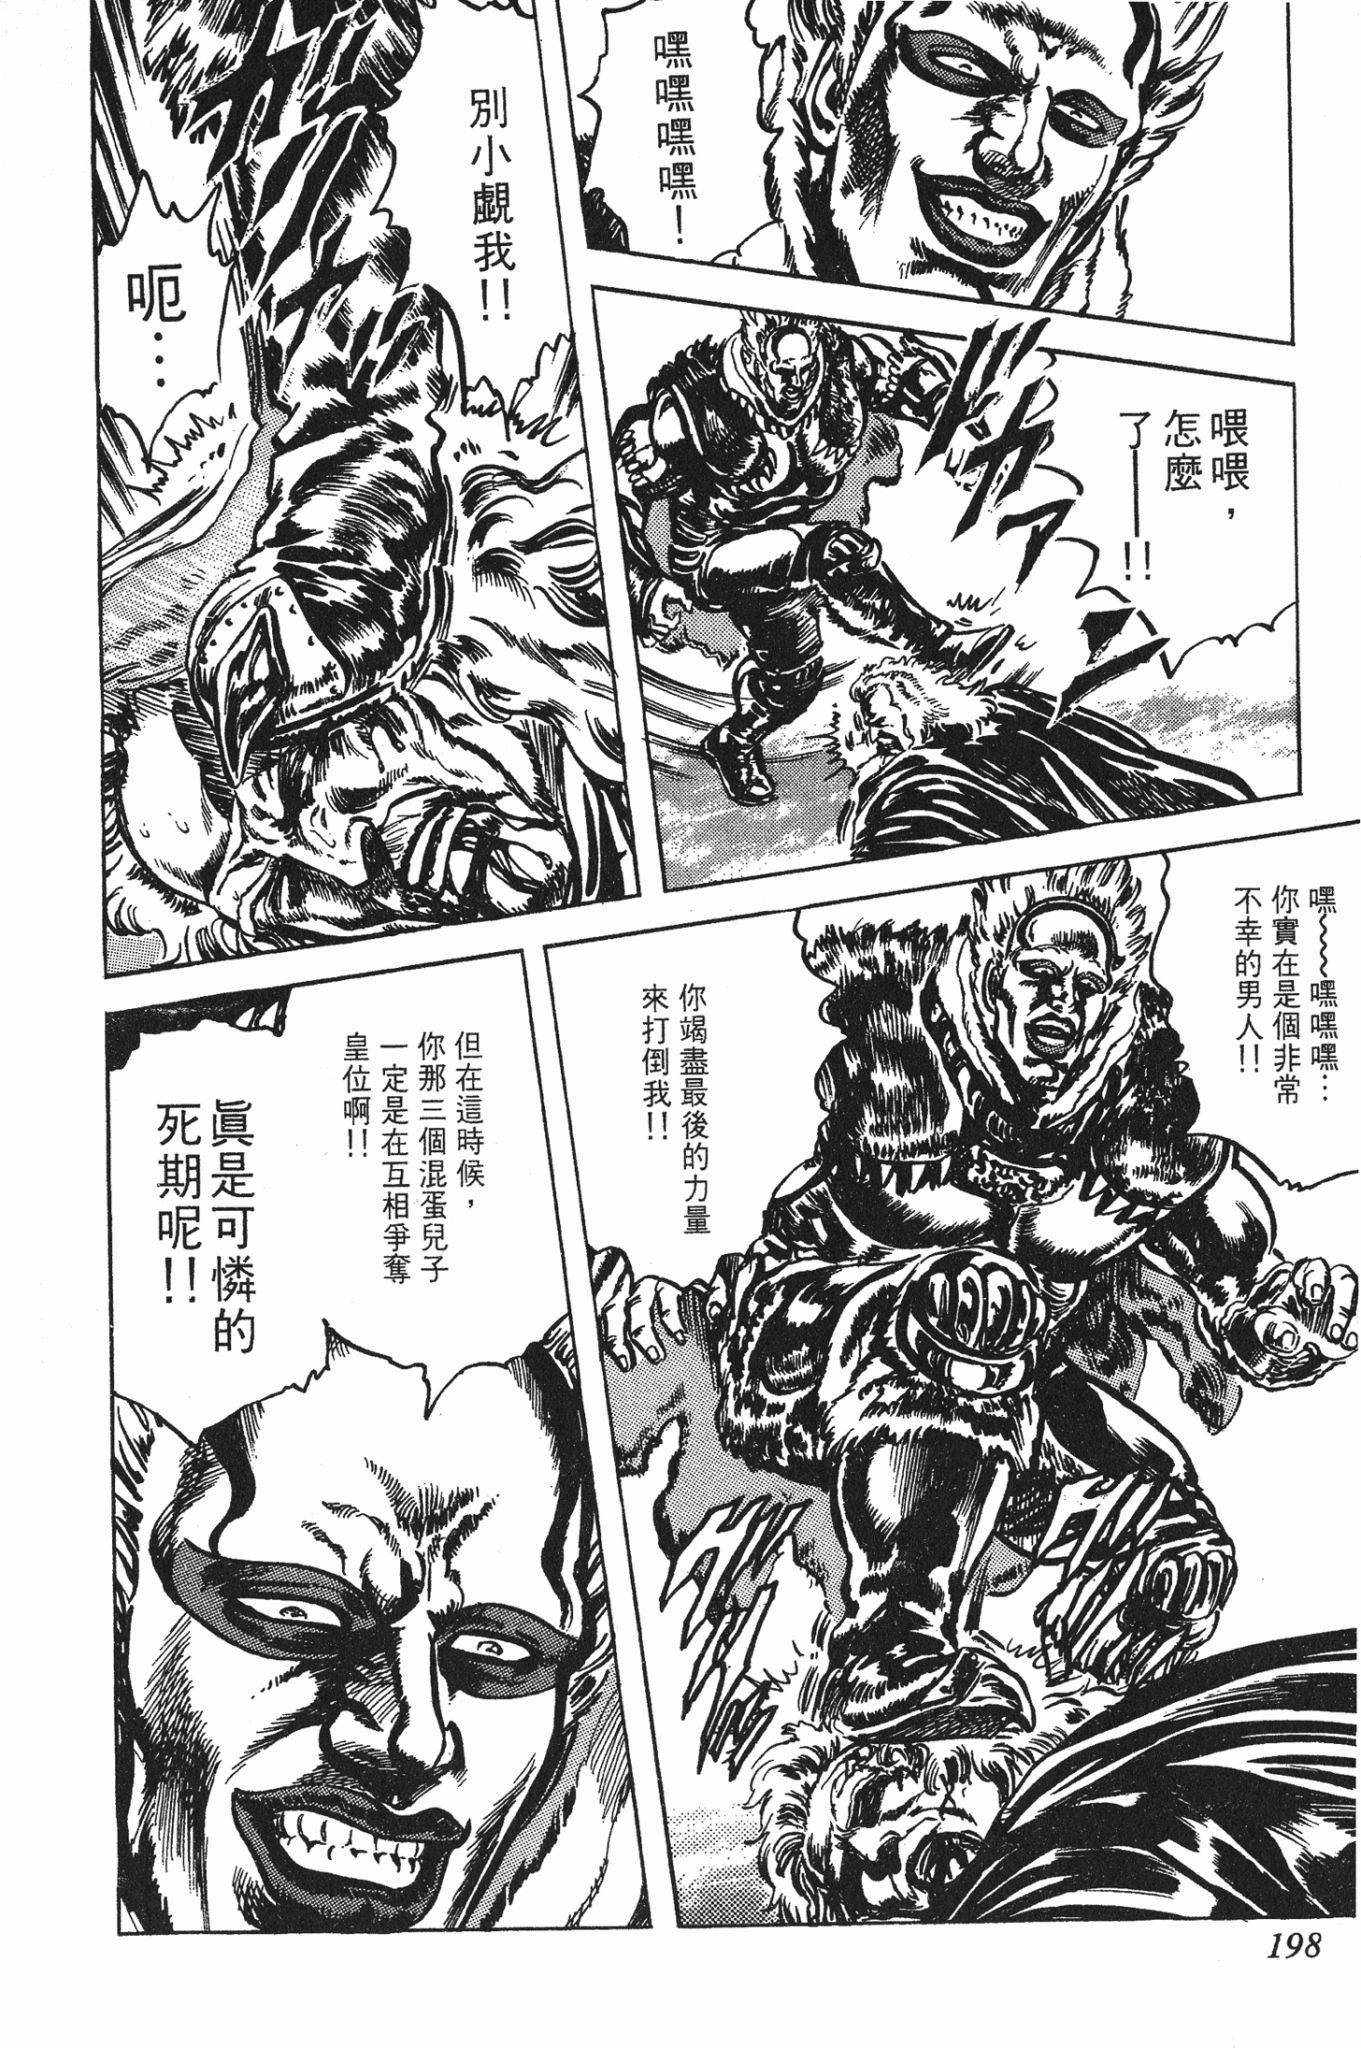 嘿嘿嘿嘿！
喂喂，
怎麼
了──!!
別小覷我!!
呃…
嘿～～嘿嘿嘿…
你實在是個非常
不幸的男人!!
你竭盡最後的力量
來打倒我!!
但在這時候，
你那三個混蛋兒子
一定是在互相爭奪
皇位啊!!
眞是可憐的
死期呢!!
198